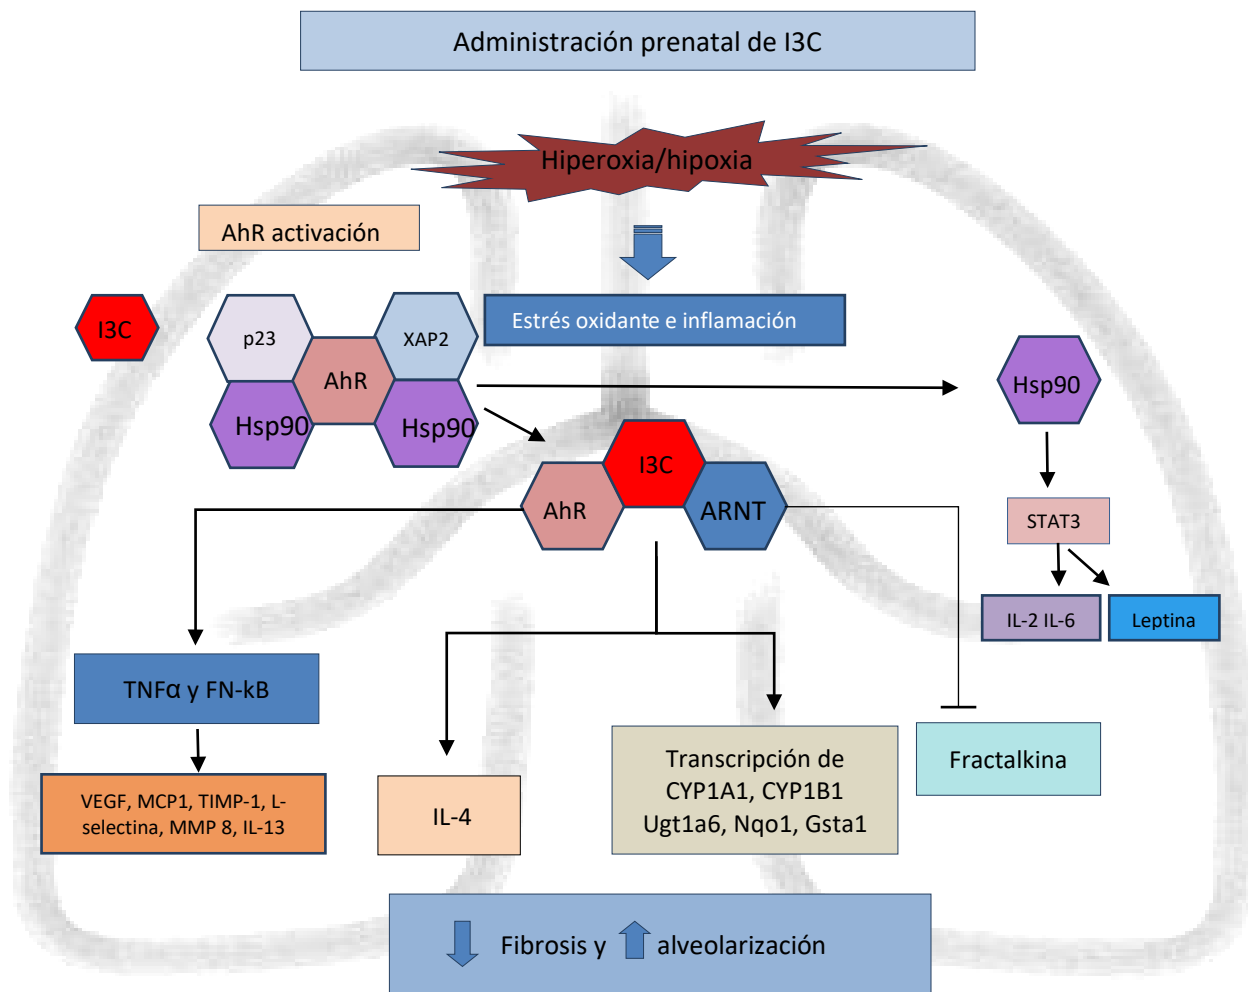 Administración prenatal de I3C
Hiperoxia/hipoxia
AhR activación
I3C
p23
XAP2
AhR
Hsp90
Hsp90
Estrés oxidante e inflamación
Hsp90
I3C
AhR
ARNT
STAT3
IL-2 IL-6
Leptina
TNFα y FN-kB
VEGF, MCP1, TIMP-1, L-
selectina, MMP 8, IL-13
IL-4
Transcripción de
CYP1A1, CYP1B1
Ugt1a6, Nqo1, Gsta1
Fractalkina
Fibrosis y alveolarización